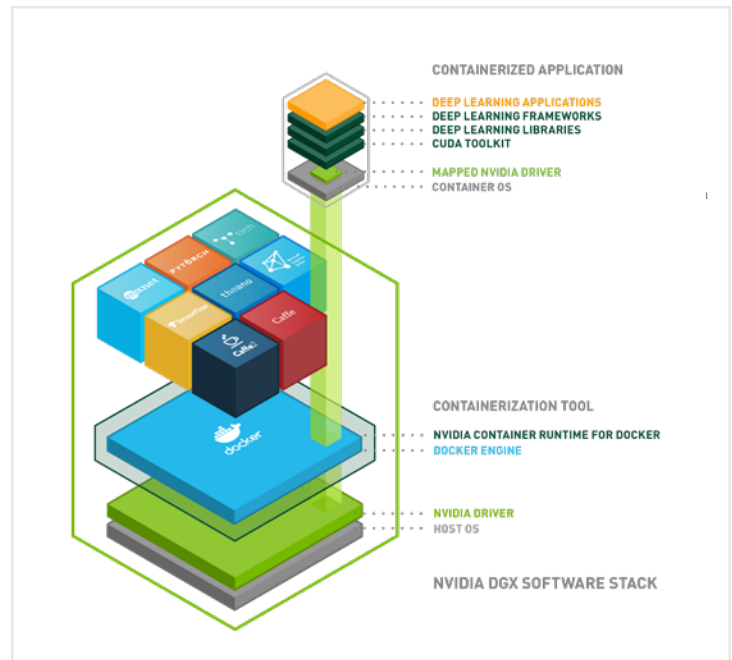 CONTAINERIZED APPLICATION
DEEP LEARNING APPLICATIONS
DEEP LEARNING FRAMEWORKS
DEEP LEARNING LIBRARIES
CUDA TOOLKIT
MAPPED NVIDIA DRIVER
CONTAINER OS
torch
PYTORCH
mxnet
theano
TensorFlow
Caffe
Caffe2
docker
CONTAINERIZATION TOOL
NVIDIA CONTAINER RUNTIME FOR DOCKER
DOCKER ENGINE
NVIDIA DRIVER
HOST OS
NVIDIA DGX SOFTWARE STACK